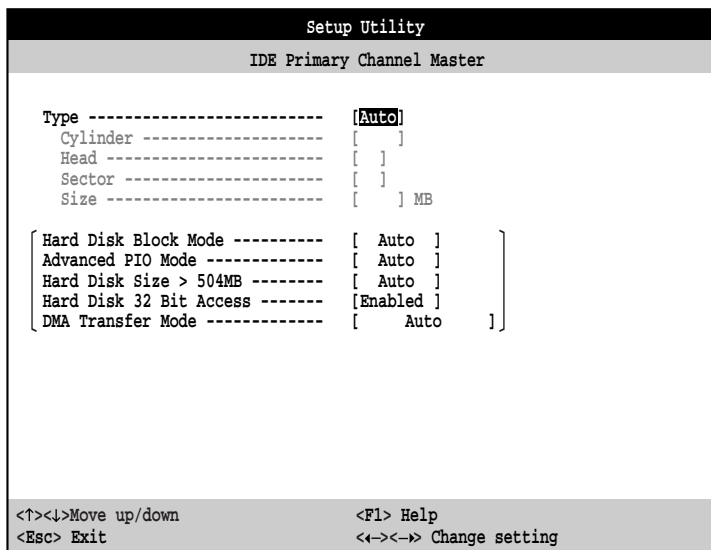 Setup Utility
IDE Primary Channel Master
Type -------------------------- [Auto]
Cylinder -------------------- [    ]
Head ------------------------ [  ]
Sector ---------------------- [  ]
Size ------------------------ [    ] MB
Hard Disk Block Mode ---------- [ Auto ]
Advanced PIO Mode ------------- [ Auto ]
Hard Disk Size > 504MB -------- [ Auto ]
Hard Disk 32 Bit Access ------- [Enabled ]
DMA Transfer Mode ------------- [ Auto ]
<↑><↓>Move up/down <F1> Help
<Esc> Exit <←><→> Change setting